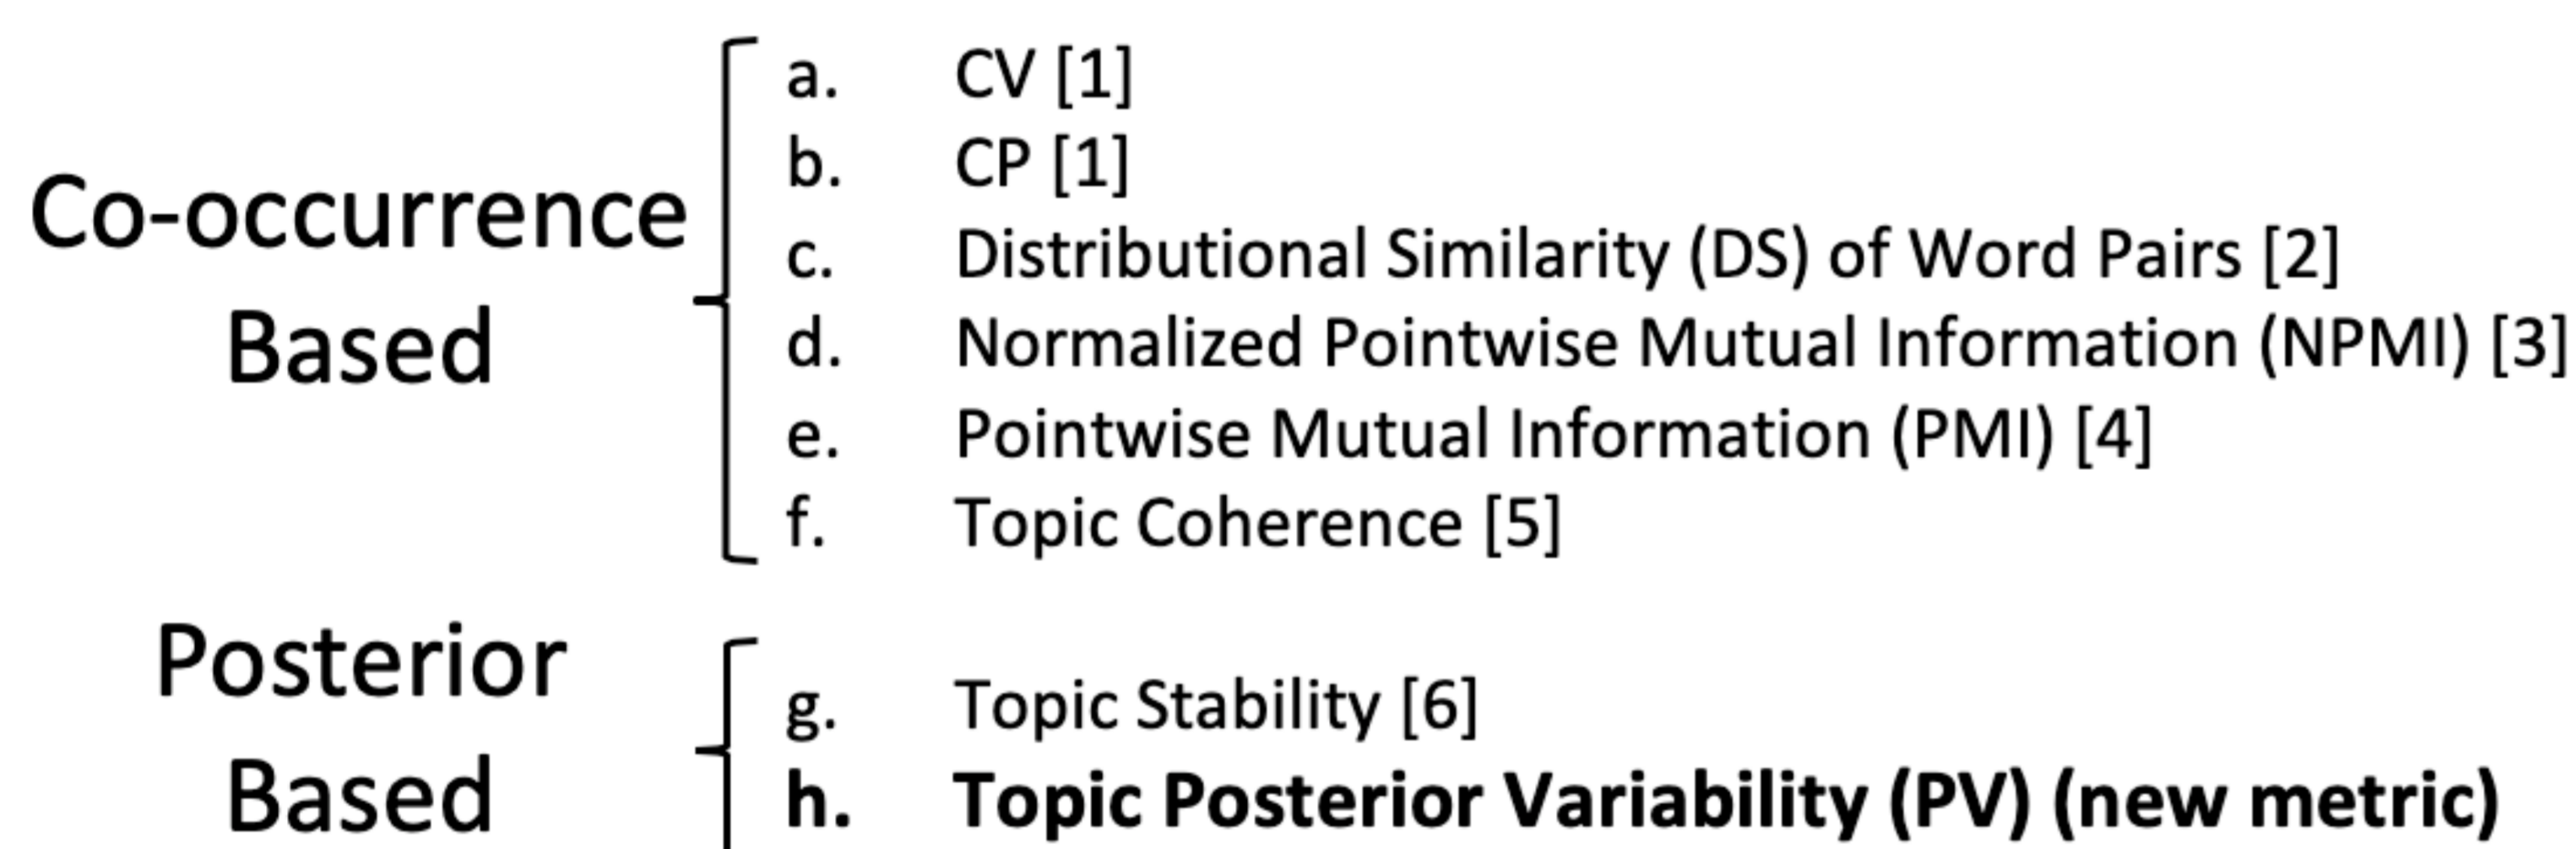 Co-occurrence
Based
a. CV [1]
b. CP [1]
c. Distributional Similarity (DS) of Word Pairs [2]
d. Normalized Pointwise Mutual Information (NPMI) [3]
e. Pointwise Mutual Information (PMI) [4]
f. Topic Coherence [5]
Posterior
Based
g. Topic Stability [6]
h. Topic Posterior Variability (PV) (new metric)